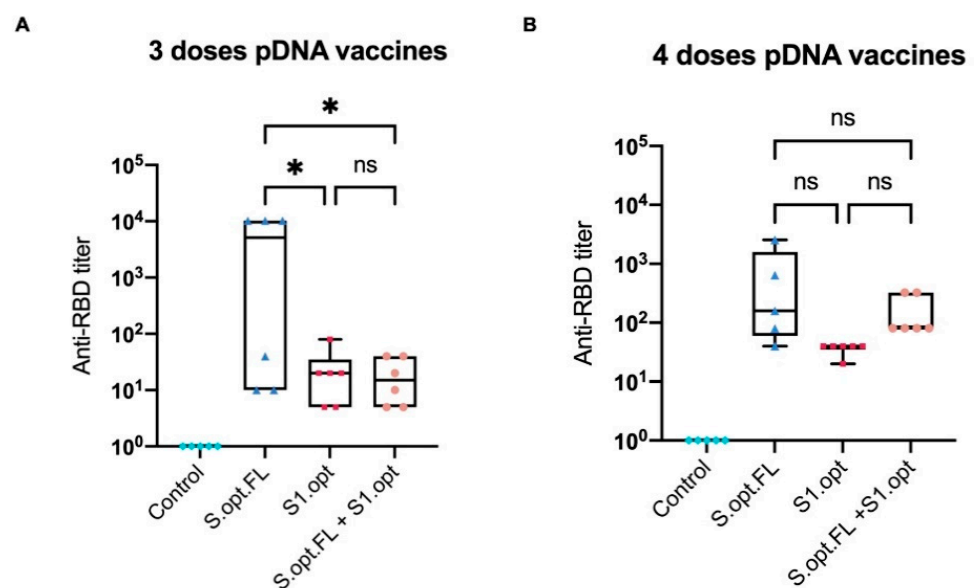 A
3 doses pDNA vaccines
*
*
ns
Anti-RBD titer
10⁵
10⁴
10³
10²
10¹
10⁰
Control
S.opt.FL
S1.opt
S.opt.FL + S1.opt
B
4 doses pDNA vaccines
ns
ns
ns
Anti-RBD titer
10⁵
10⁴
10³
10²
10¹
10⁰
Control
S.opt.FL
S1.opt
S.opt.FL +S1.opt